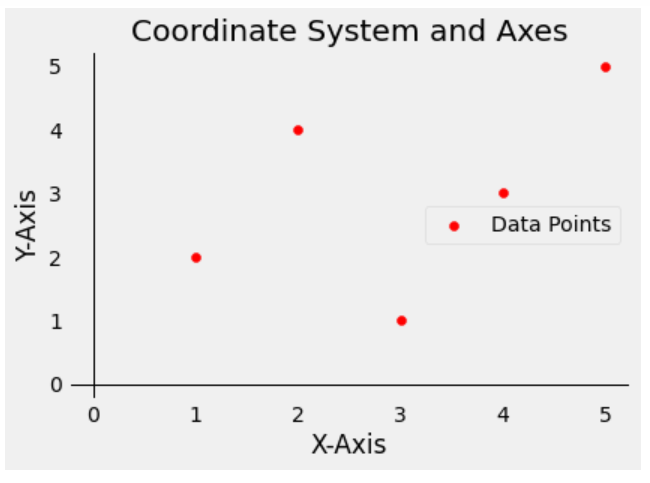 Coordinate System and Axes
5
4
3
2
1
0
Y-Axis
Data Points
0 1 2 3 4 5
X-Axis